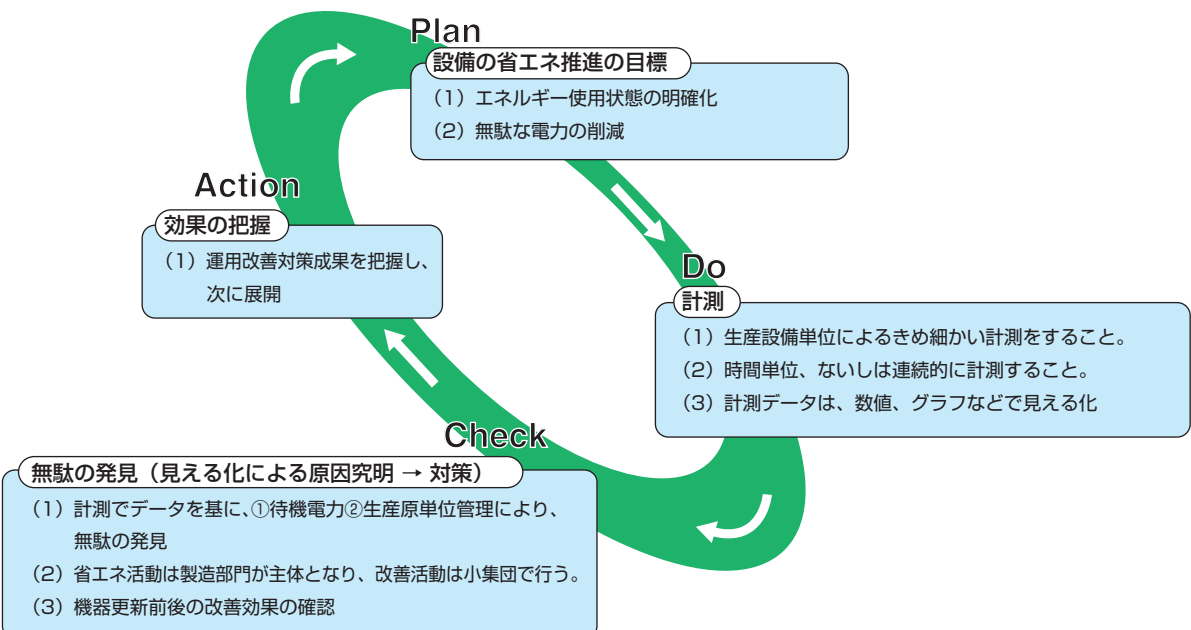 Plan
設備の省エネ推進の目標
（1）エネルギー使用状態の明確化
（2）無駄な電力の削減
Do
計測
（1）生産設備単位によるきめ細かい計測をすること。
（2）時間単位、ないしは連続的に計測すること。
（3）計測データは、数値、グラフなどで見える化
Check
無駄の発見（見える化による原因究明 → 対策）
（1）計測でデータを基に、①待機電力②生産原単位管理により、
無駄の発見
（2）省エネ活動は製造部門が主体となり、改善活動は小集団で行う。
（3）機器更新前後の改善効果の確認
Action
効果の把握
（1）運用改善対策成果を把握し、
次に展開